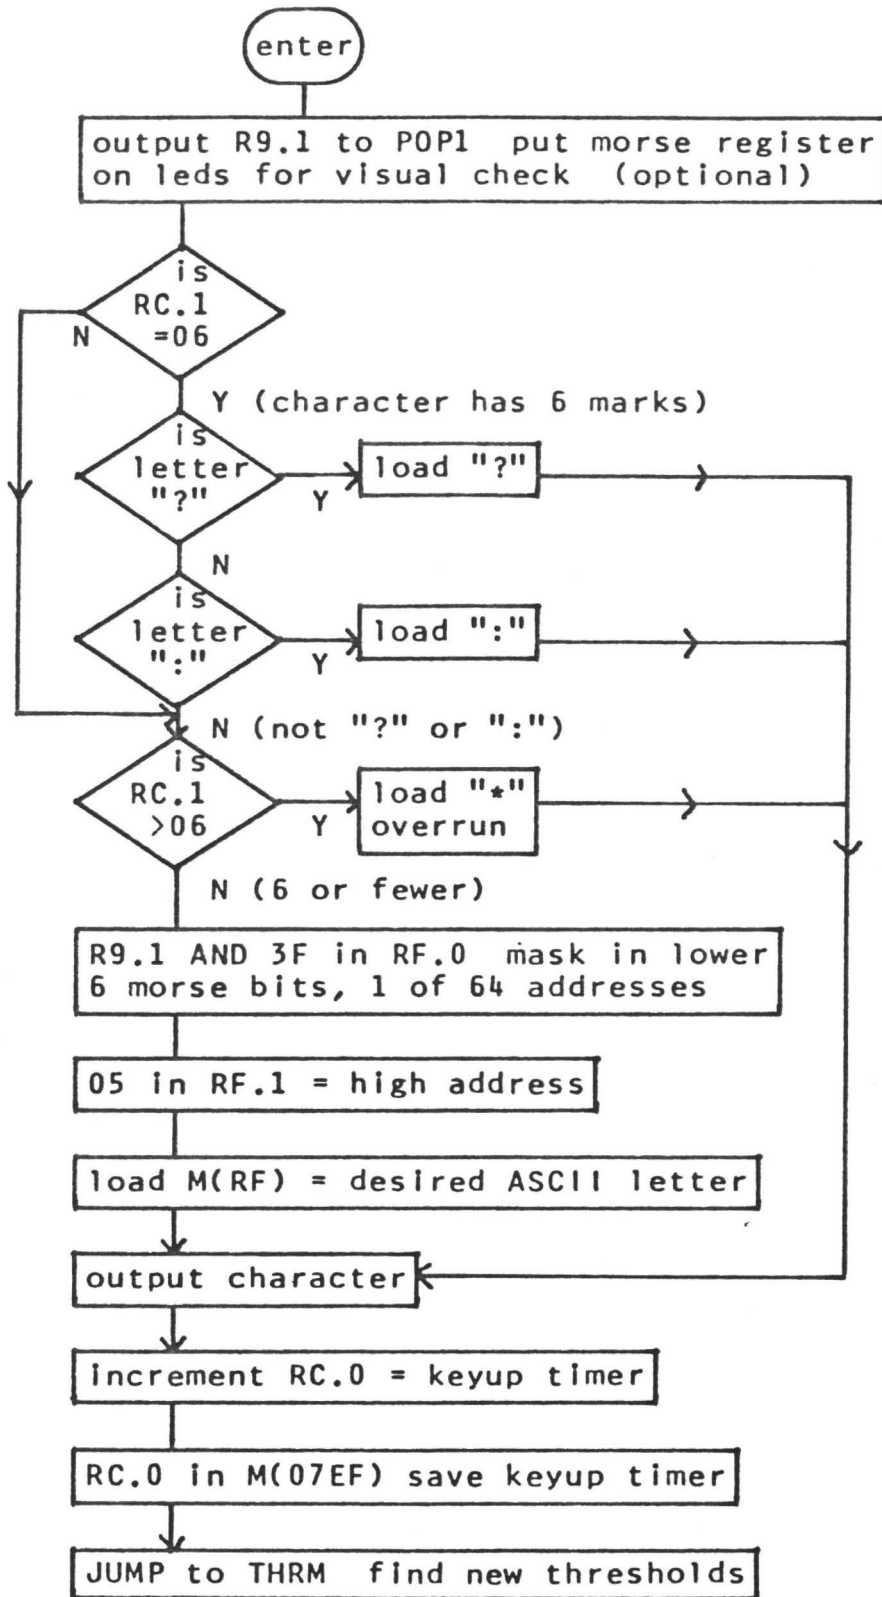 enter
output R9.1 to POP1 put morse register
on leds for visual check (optional)
is
RC.1
=06
N
Y (character has 6 marks)
is
letter
"?"
Y
load "?"
N
is
letter
":"
Y
load ":"
N (not "?" or ":")
is
RC.1
>06
Y
load "*"
overrun
N (6 or fewer)
R9.1 AND 3F in RF.0 mask in lower
6 morse bits, 1 of 64 addresses
05 in RF.1 = high address
load M(RF) = desired ASCII letter
output character
increment RC.0 = keyup timer
RC.0 in M(07EF) save keyup timer
JUMP to THRM find new thresholds